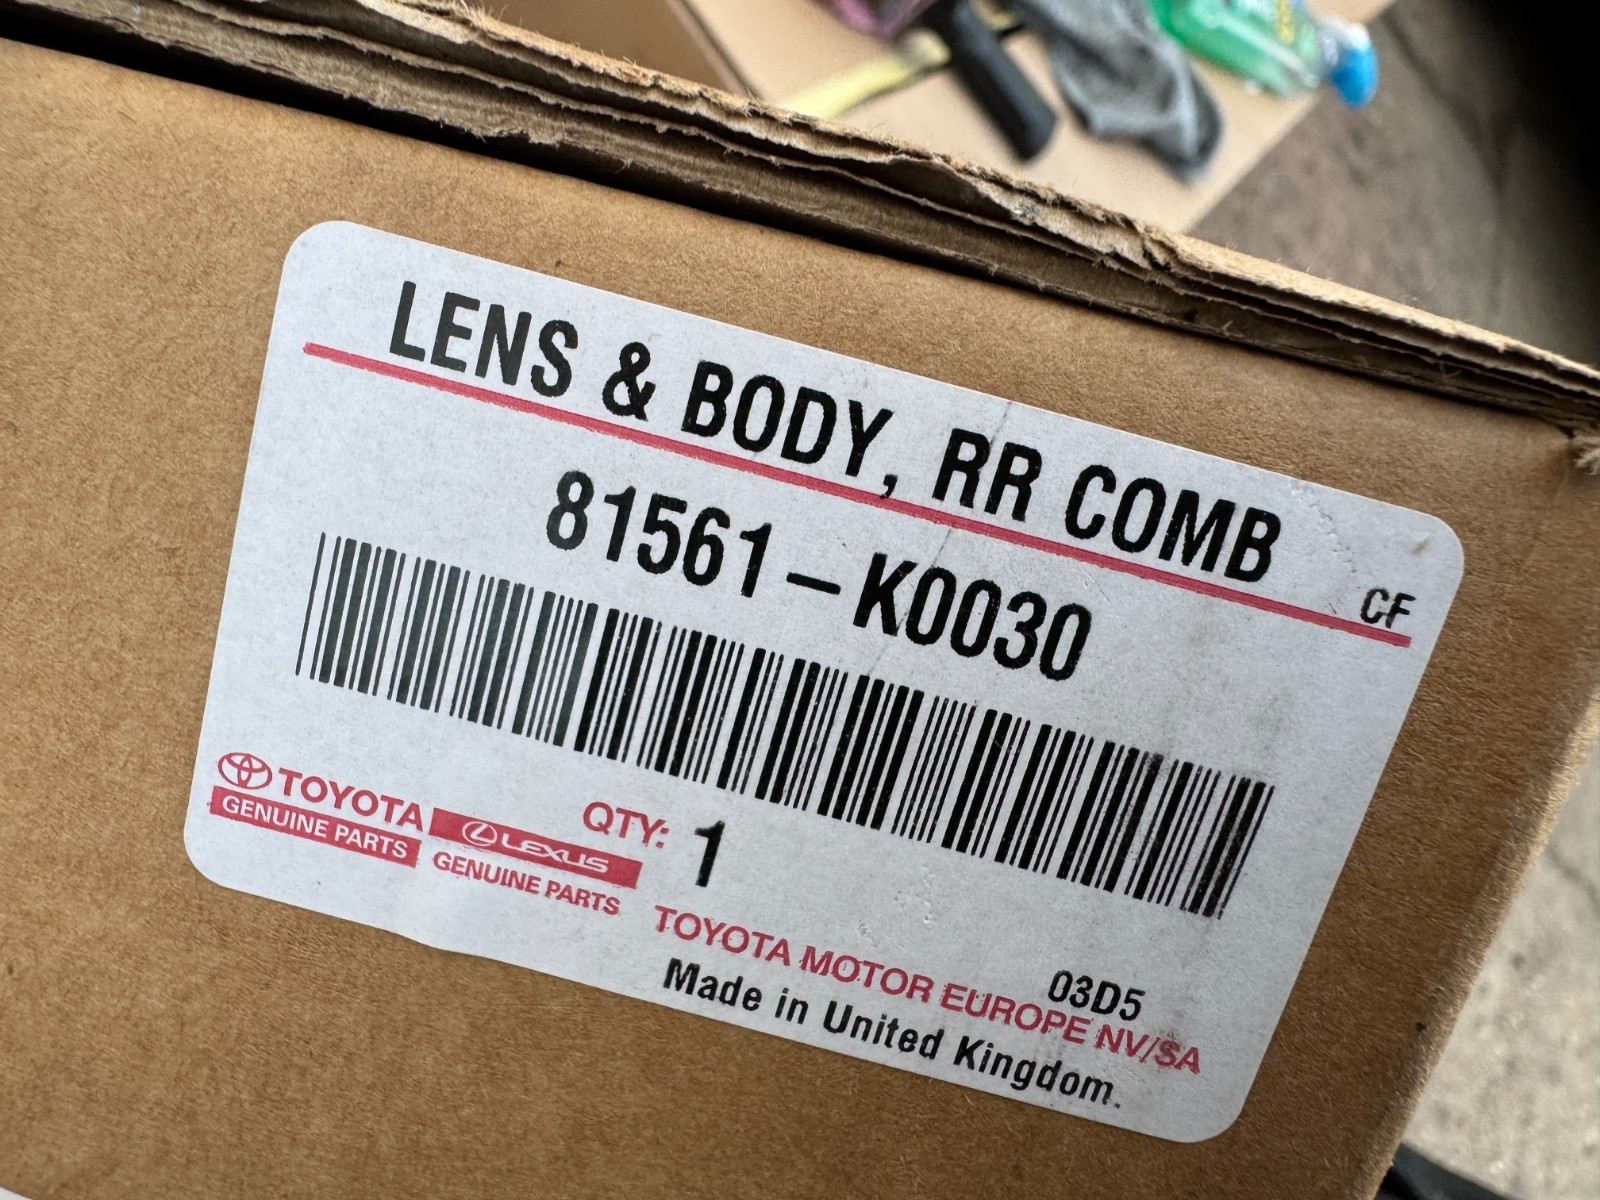 LENS & BODY, RR COMB
CF
81561-K0030
TOYOTA
GENUINE PARTS
LEXUS
GENUINE PARTS
QTY: 1
03D5
TOYOTA MOTOR EUROPE NV/SA
Made in United Kingdom.